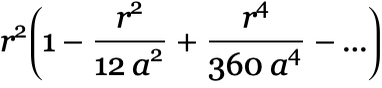 r²(1 − r²/(12 a²) + r⁴/(360 a⁴) − ...)